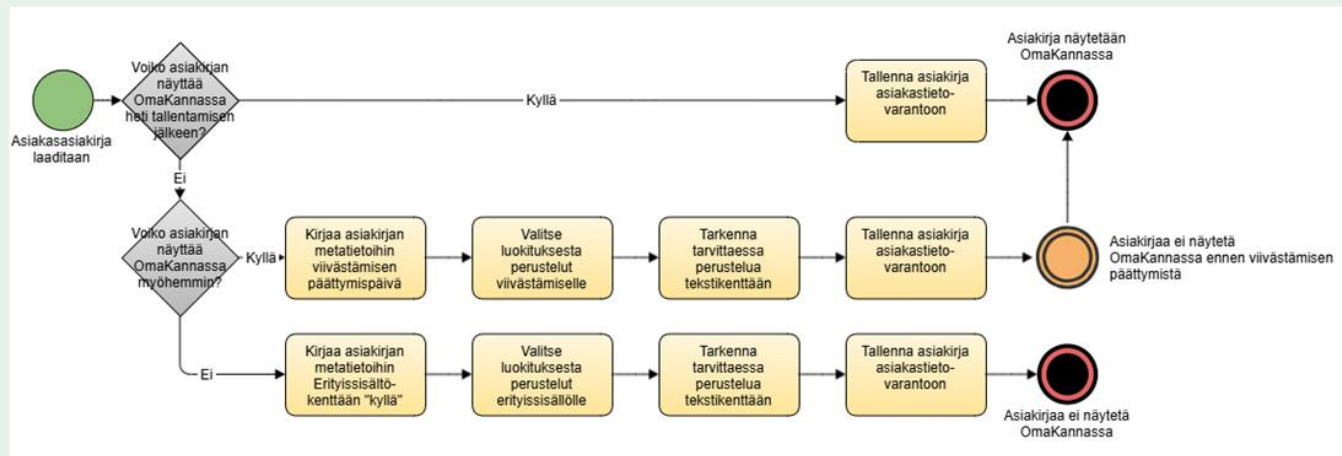 Voiko asiakirjan
näyttää
OmaKannassa
heti tallentamisen
jälkeen?
Asiakasasiakirja
laaditaan
Kyllä
Tallenna asiakirja
asiakastieto-
varantoon
Asiakirja näytetään
OmaKannassa
Ei
Voiko asiakirjan
näyttää
OmaKannassa
myöhemmin?
Kyllä
Kirjaa asiakirjan
metatietoihin
viivästämisen
päättymispäivä
Valitse
luokituksesta
perustelut
viivästämiselle
Tarkenna
tarvittaessa
perustelua
tekstikenttään
Tallenna asiakirja
asiakastieto-
varantoon
Asiakirjaa ei näytetä
OmaKannassa ennen viivästämisen
päättymistä
Ei
Kirjaa asiakirjan
metatietoihin
Erityissisältö-
kenttään "kyllä"
Valitse
luokituksesta
perustelut
erityissisällölle
Tarkenna
tarvittaessa
perustelua
tekstikenttään
Tallenna asiakirja
asiakastieto-
varantoon
Asiakirjaa ei näytetä
OmaKannassa